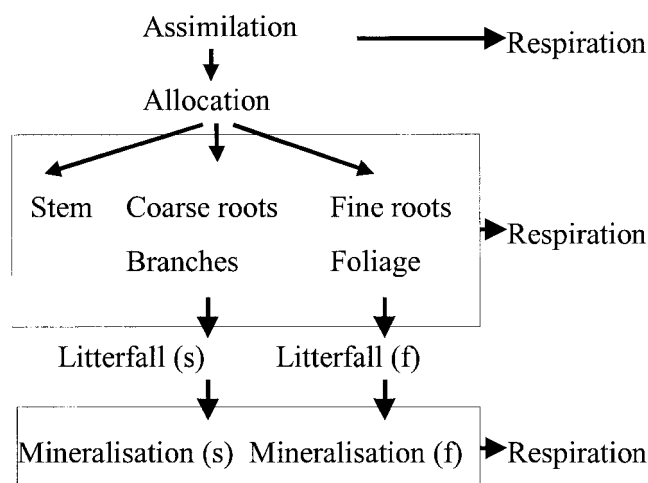 Assimilation
Respiration
Allocation
Stem
Coarse roots
Fine roots
Branches
Foliage
Respiration
Litterfall (s)
Litterfall (f)
Mineralisation (s)
Mineralisation (f)
Respiration